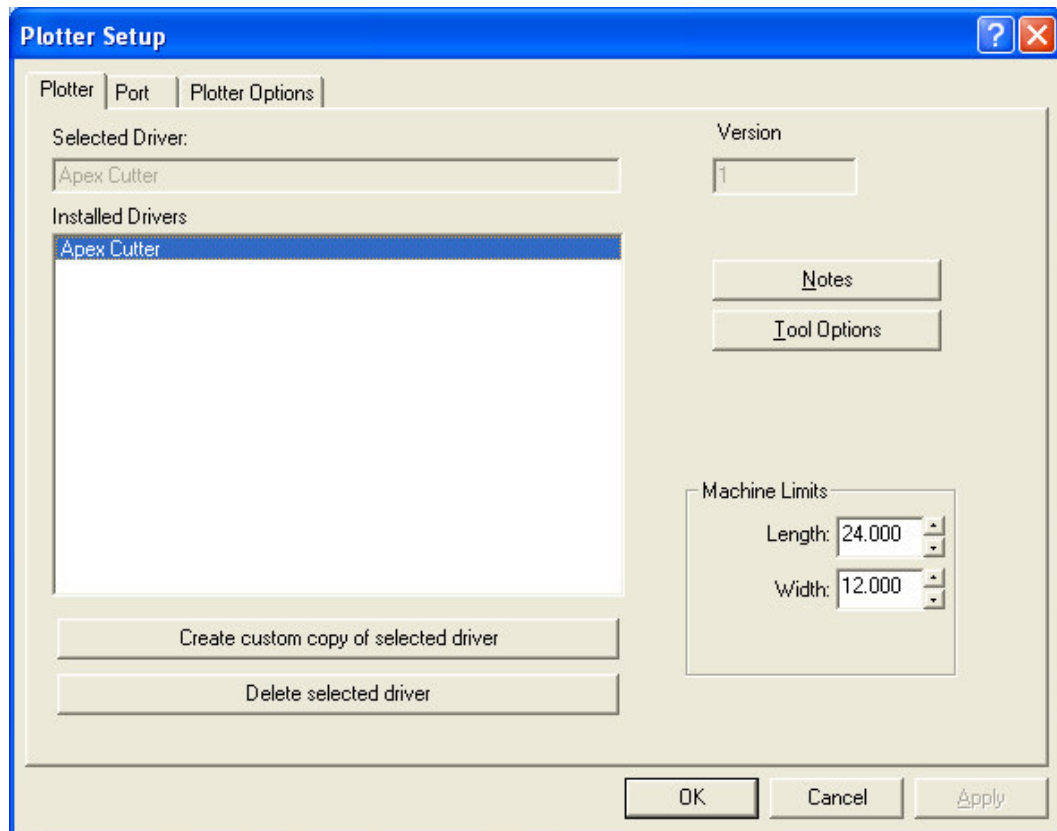 Plotter Setup
Plotter Port Plotter Options
Selected Driver:
Version
Apex Cutter
1
Installed Drivers
Apex Cutter
Notes
Tool Options
Machine Limits
Length: 24.000
Width: 12.000
Create custom copy of selected driver
Delete selected driver
OK Cancel Apply